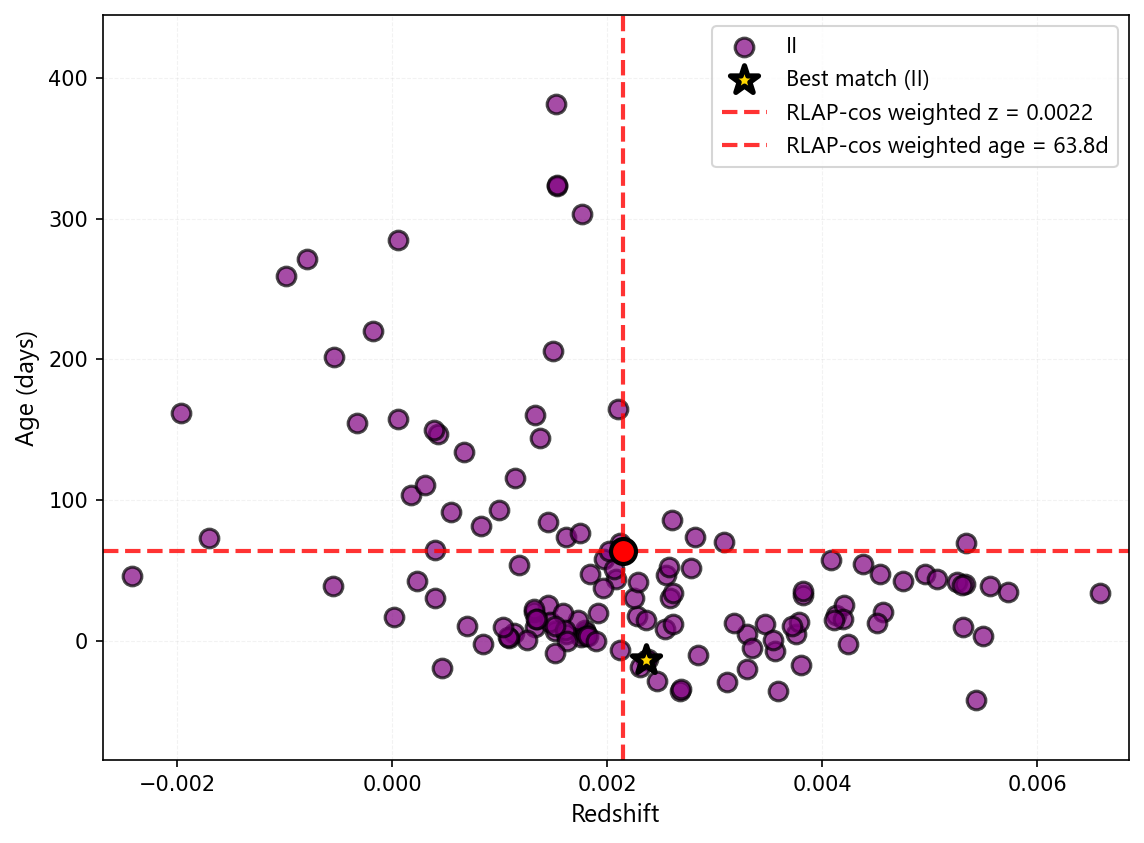 II
Best match (II)
RLAP-cos weighted z = 0.0022
RLAP-cos weighted age = 63.8d
Age (days)
400
300
200
100
0
−0.002
0.000
0.002
0.004
0.006
Redshift